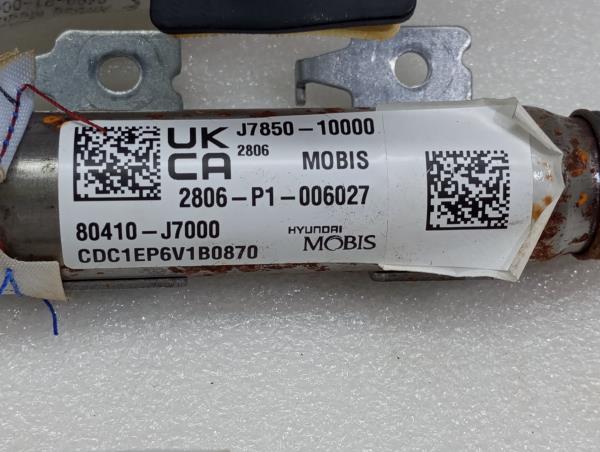 UK
CA
J7850-10000
2806
MOBIS
2806-P1-006027
80410-J7000
HYUNDAI
MOBIS
CDC1EP6V1B0870